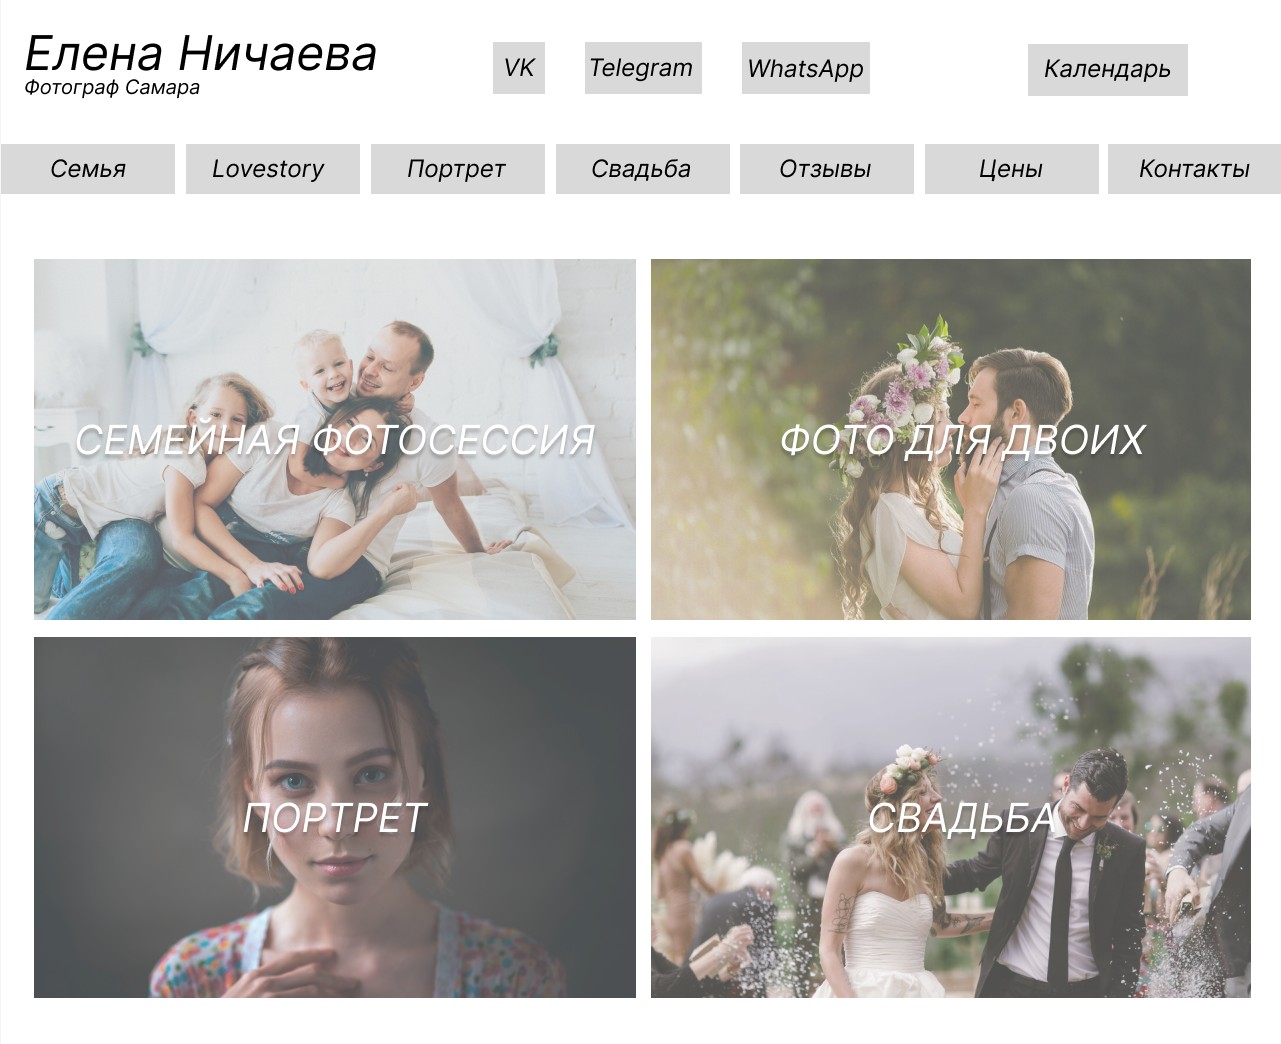 Елена Ничаева
Фотограф Самара
VK
Telegram
WhatsApp
Календарь
Семья
Lovestory
Портрет
Свадьба
Отзывы
Цены
Контакты
СЕМЕЙНАЯ ФОТОСЕССИЯ
ФОТО ДЛЯ ДВОИХ
ПОРТРЕТ
СВАДЬБА